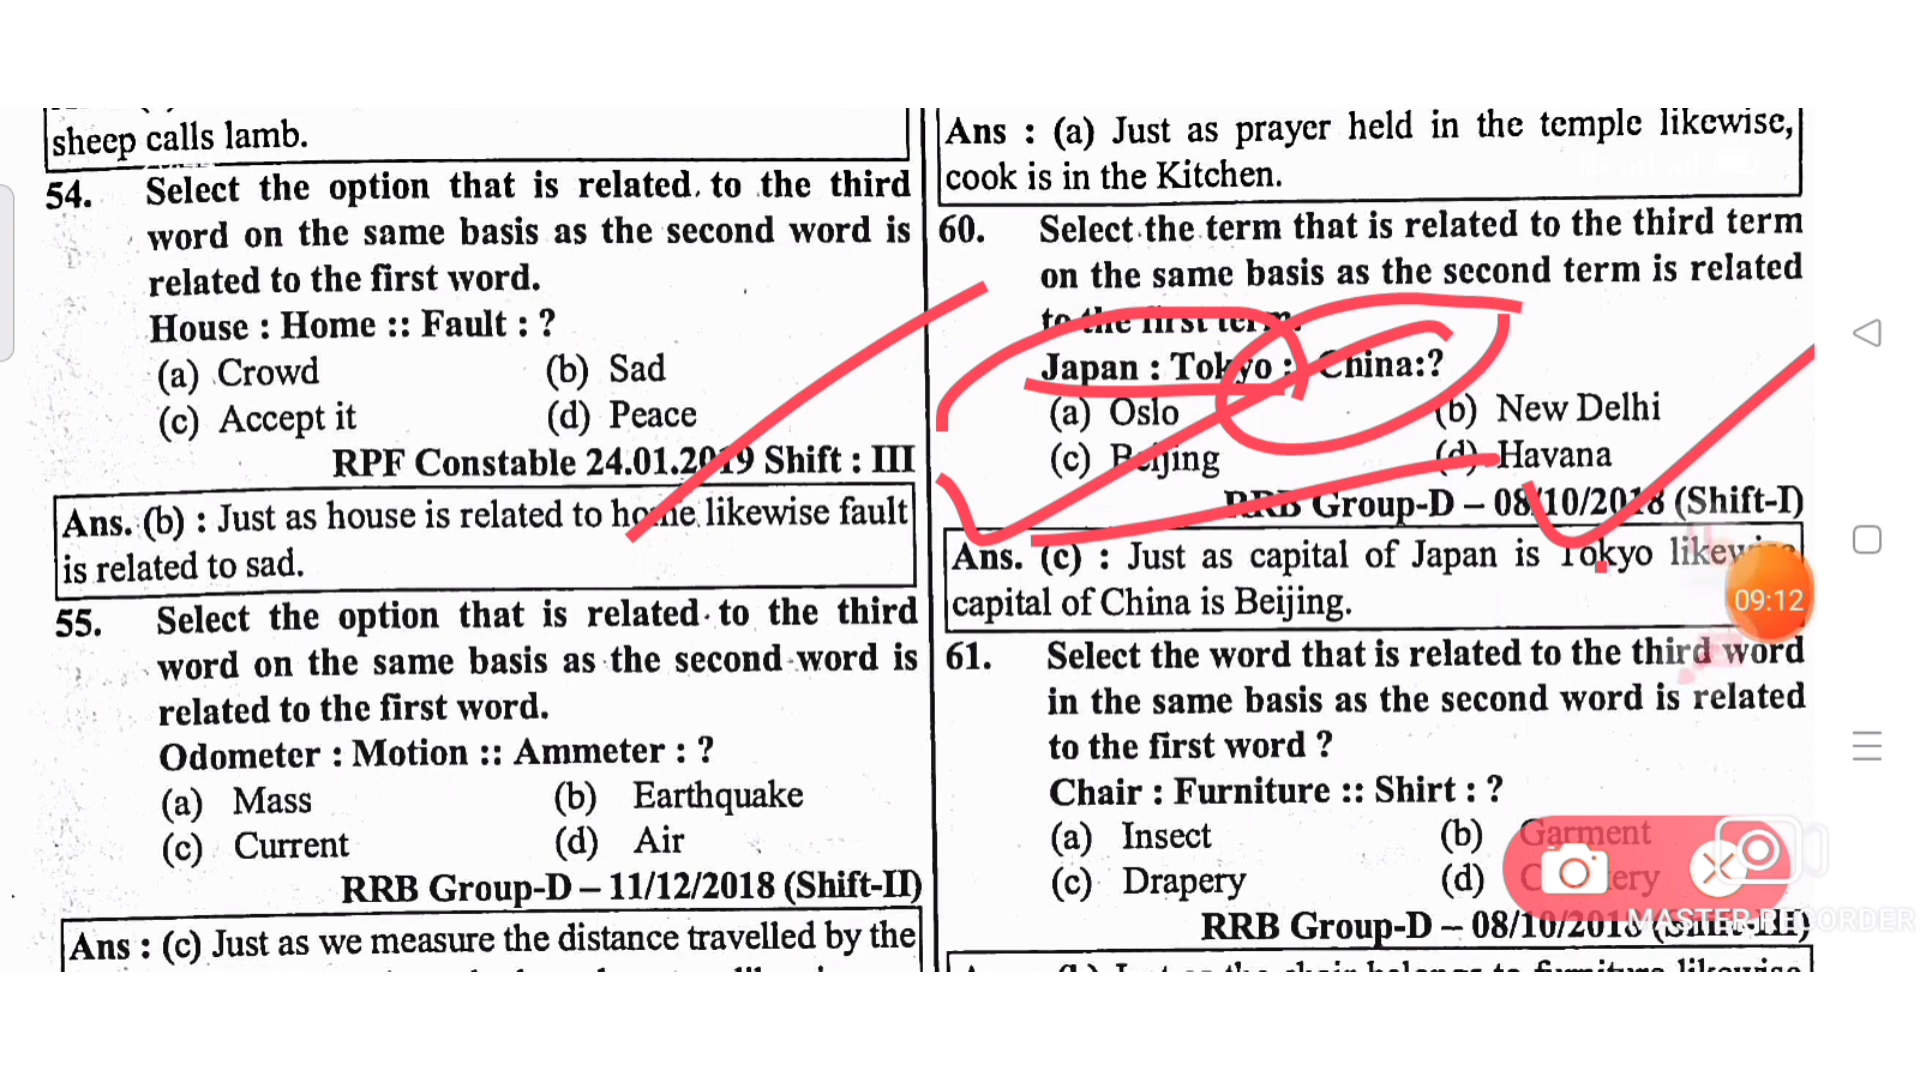 sheep calls lamb.
54. Select the option that is related to the third
word on the same basis as the second word is
related to the first word.
House : Home :: Fault : ?
(a) Crowd (b) Sad
(c) Accept it (d) Peace
RPF Constable 24.01.2019 Shift : III
Ans. (b) : Just as house is related to home likewise fault
is related to sad.
55. Select the option that is related to the third
word on the same basis as the second word is
related to the first word.
Odometer : Motion :: Ammeter : ?
(a) Mass (b) Earthquake
(c) Current (d) Air
RRB Group-D – 11/12/2018 (Shift-II)
Ans : (c) Just as we measure the distance travelled by the
Ans : (a) Just as prayer held in the temple likewise,
cook is in the Kitchen.
60. Select the term that is related to the third term
on the same basis as the second term is related
to the first term.
Japan : Tokyo : China:?
(a) Oslo (b) New Delhi
(c) Beijing (d) Havana
RRB Group-D – 08/10/2018 (Shift-I)
Ans. (c) : Just as capital of Japan is Tokyo likewise
capital of China is Beijing.
09:12
61. Select the word that is related to the third word
in the same basis as the second word is related
to the first word ?
Chair : Furniture :: Shirt : ?
(a) Insect (b) Garment
(c) Drapery (d)
RRB Group-D – 08/10/2018 (Shift-III)
MASTER RECORDER